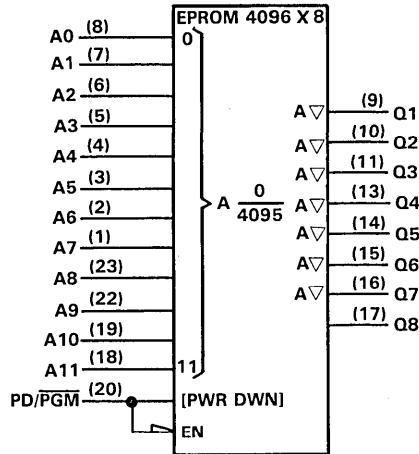 EPROM 4096 X 8
A0 (8) 0
A1 (7)
A2 (6)
A3 (5)
A4 (4)
A5 (3)
A6 (2)
A7 (1)
A8 (23)
A9 (22)
A10 (19)
A11 (18) 11
A 0
4095
PD/PGM (20) [PWR DWN]
EN
A▽ (9) Q1
A▽ (10) Q2
A▽ (11) Q3
A▽ (13) Q4
A▽ (14) Q5
A▽ (15) Q6
A▽ (16) Q7
(17) Q8